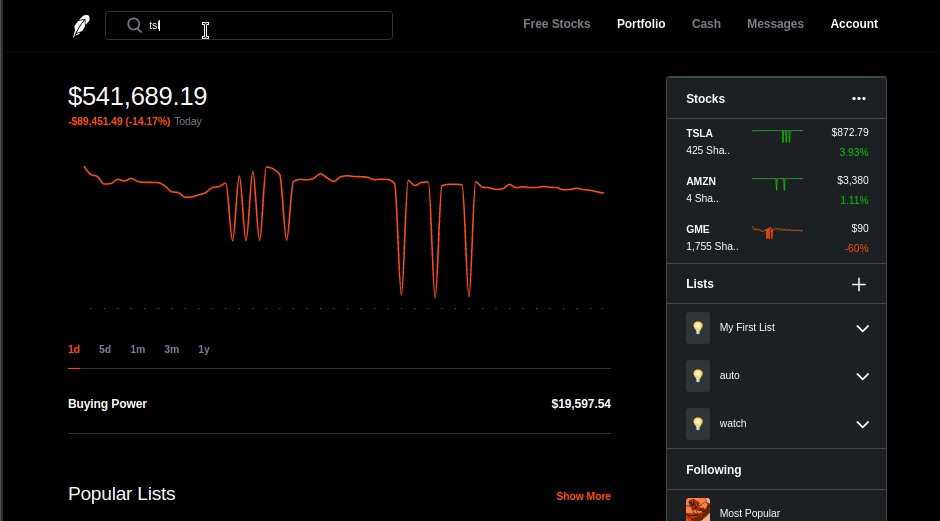 tsl
Free Stocks
Portfolio
Cash
Messages
Account
$541,689.19
-$89,451.49 (-14.17%) Today
1d 5d 1m 3m 1y
Buying Power $19,597.54
Popular Lists Show More
Stocks
TSLA $872.79
425 Sha.. 3.93%
AMZN $3,380
4 Sha.. 1.11%
GME $90
1,755 Sha.. -60%
Lists
My First List
auto
watch
Following
Most Popular